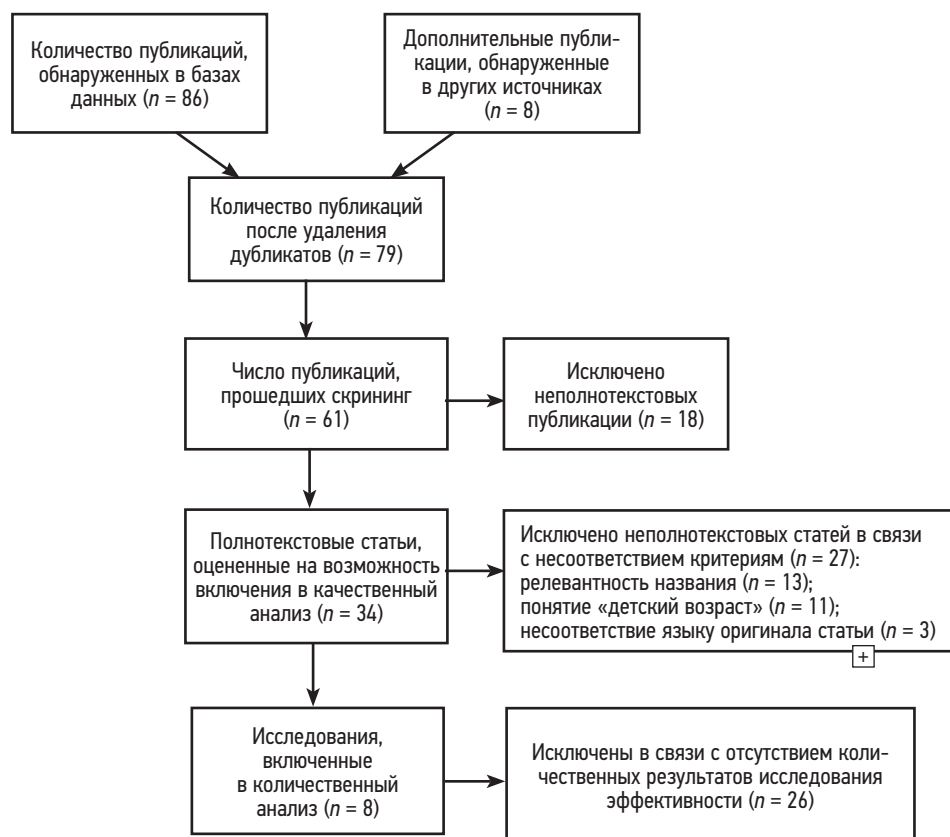 Количество публикаций,
обнаруженных в базах
данных (n = 86)
Дополнительные публи-
кации, обнаруженные
в других источниках
(n = 8)
Количество публикаций
после удаления
дубликатов (n = 79)
Число публикаций,
прошедших скрининг
(n = 61)
Исключено
неполнотекстовых
публикации (n = 18)
Полнотекстовые статьи,
оцененные на возможность
включения в качественный
анализ (n = 34)
Исключено неполнотекстовых статей в связи
с несоответствием критериям (n = 27):
релевантность названия (n = 13);
понятие «детский возраст» (n = 11);
несоответствие языку оригинала статьи (n = 3)
+
Исследования,
включенные
в количественный
анализ (n = 8)
Исключены в связи с отсутствием коли-
чественных результатов исследования
эффективности (n = 26)